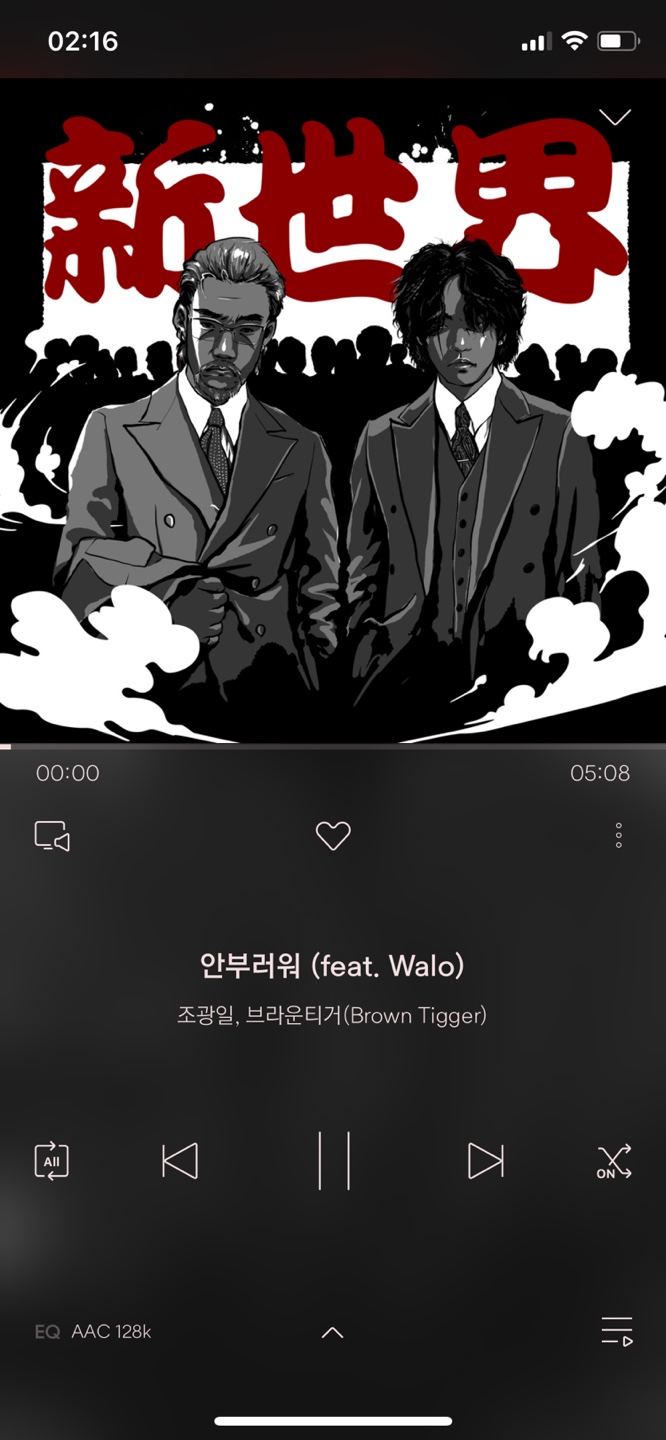 02:16
新世界
00:00 05:08
안부러워 (feat. Walo)
조광일, 브라운티거(Brown Tigger)
All
ON
EQ AAC 128k